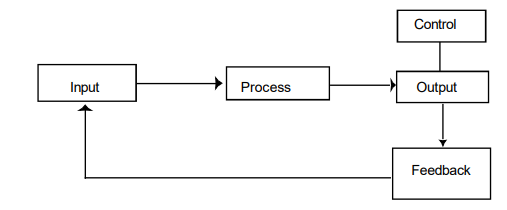 Control
Input
Process
Output
Feedback